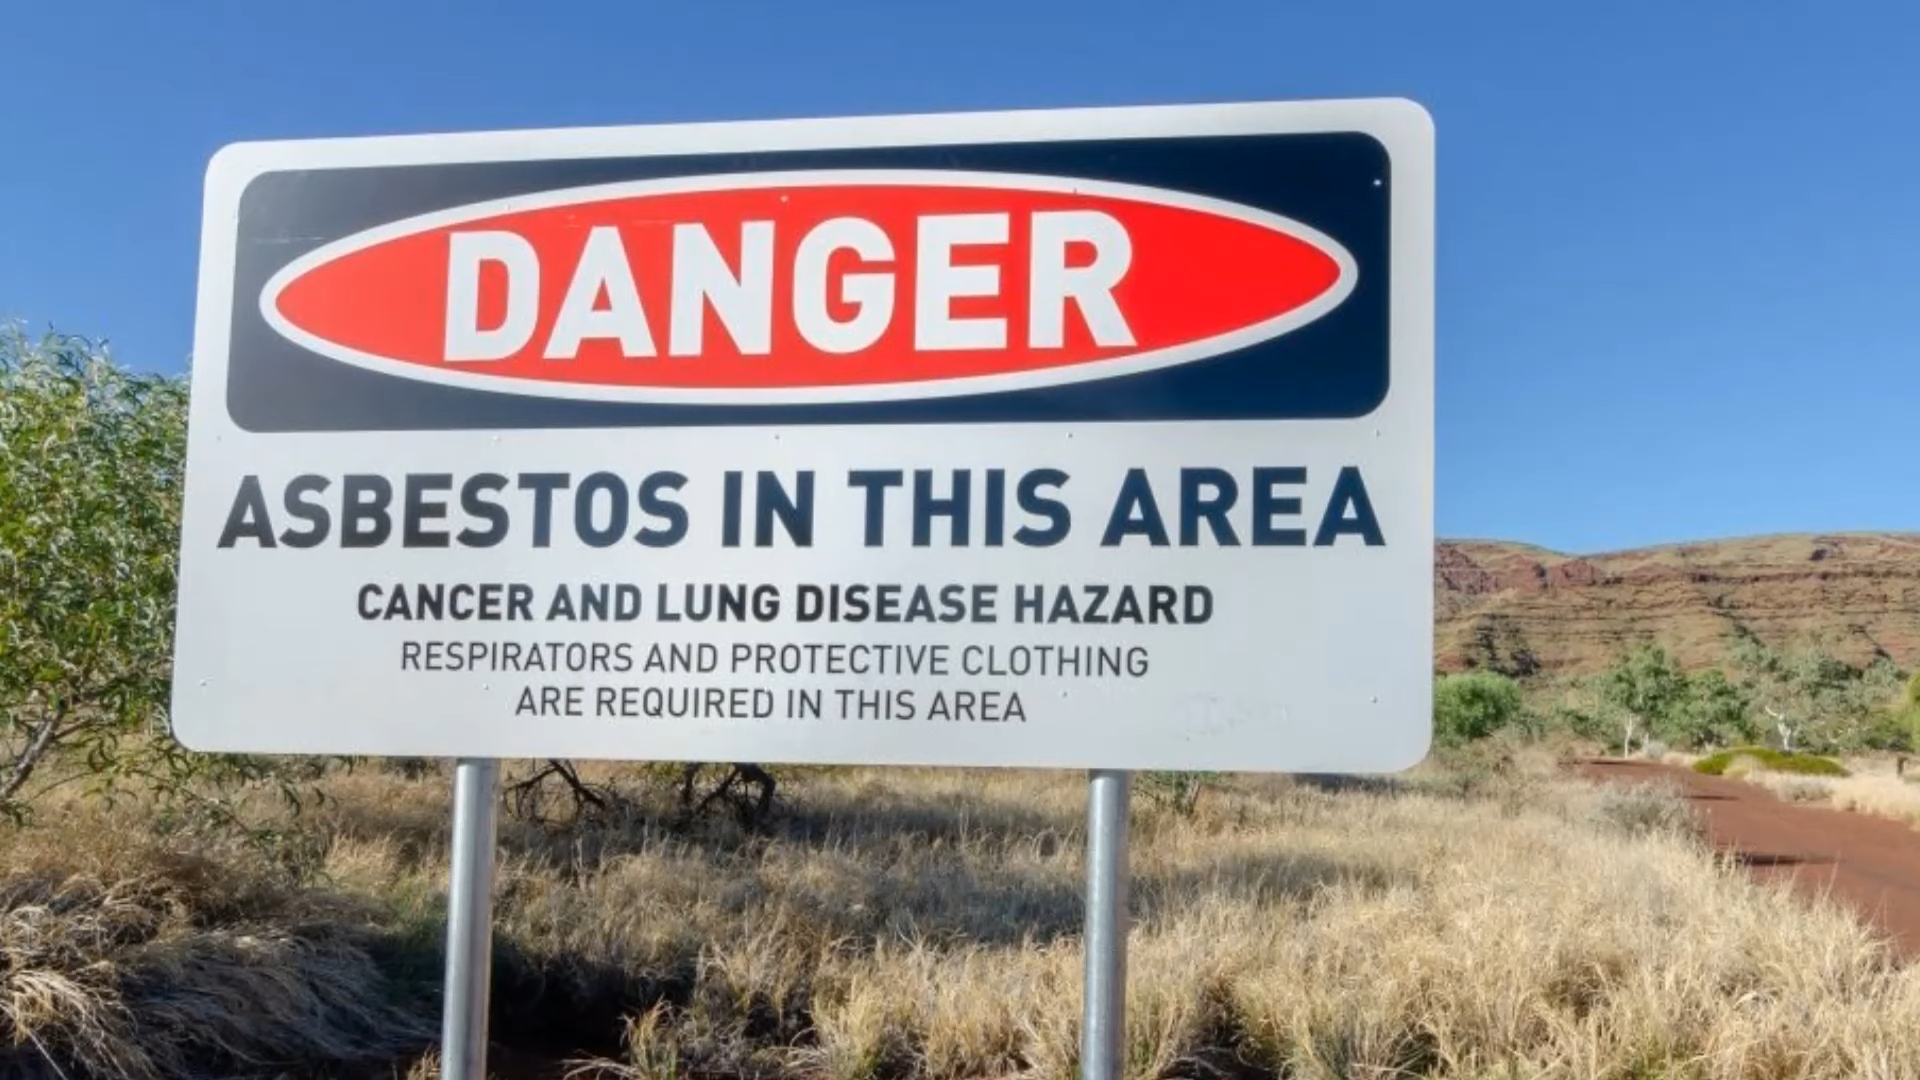 DANGER
ASBESTOS IN THIS AREA
CANCER AND LUNG DISEASE HAZARD
RESPIRATORS AND PROTECTIVE CLOTHING
ARE REQUIRED IN THIS AREA